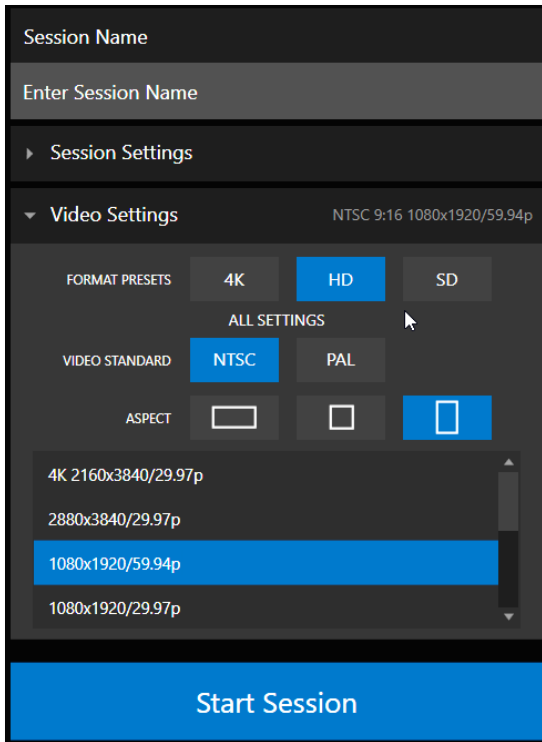 Session Name
Enter Session Name
Session Settings
Video Settings NTSC 9:16 1080x1920/59.94p
FORMAT PRESETS 4K HD SD
ALL SETTINGS
VIDEO STANDARD NTSC PAL
ASPECT
4K 2160x3840/29.97p
2880x3840/29.97p
1080x1920/59.94p
1080x1920/29.97p
Start Session